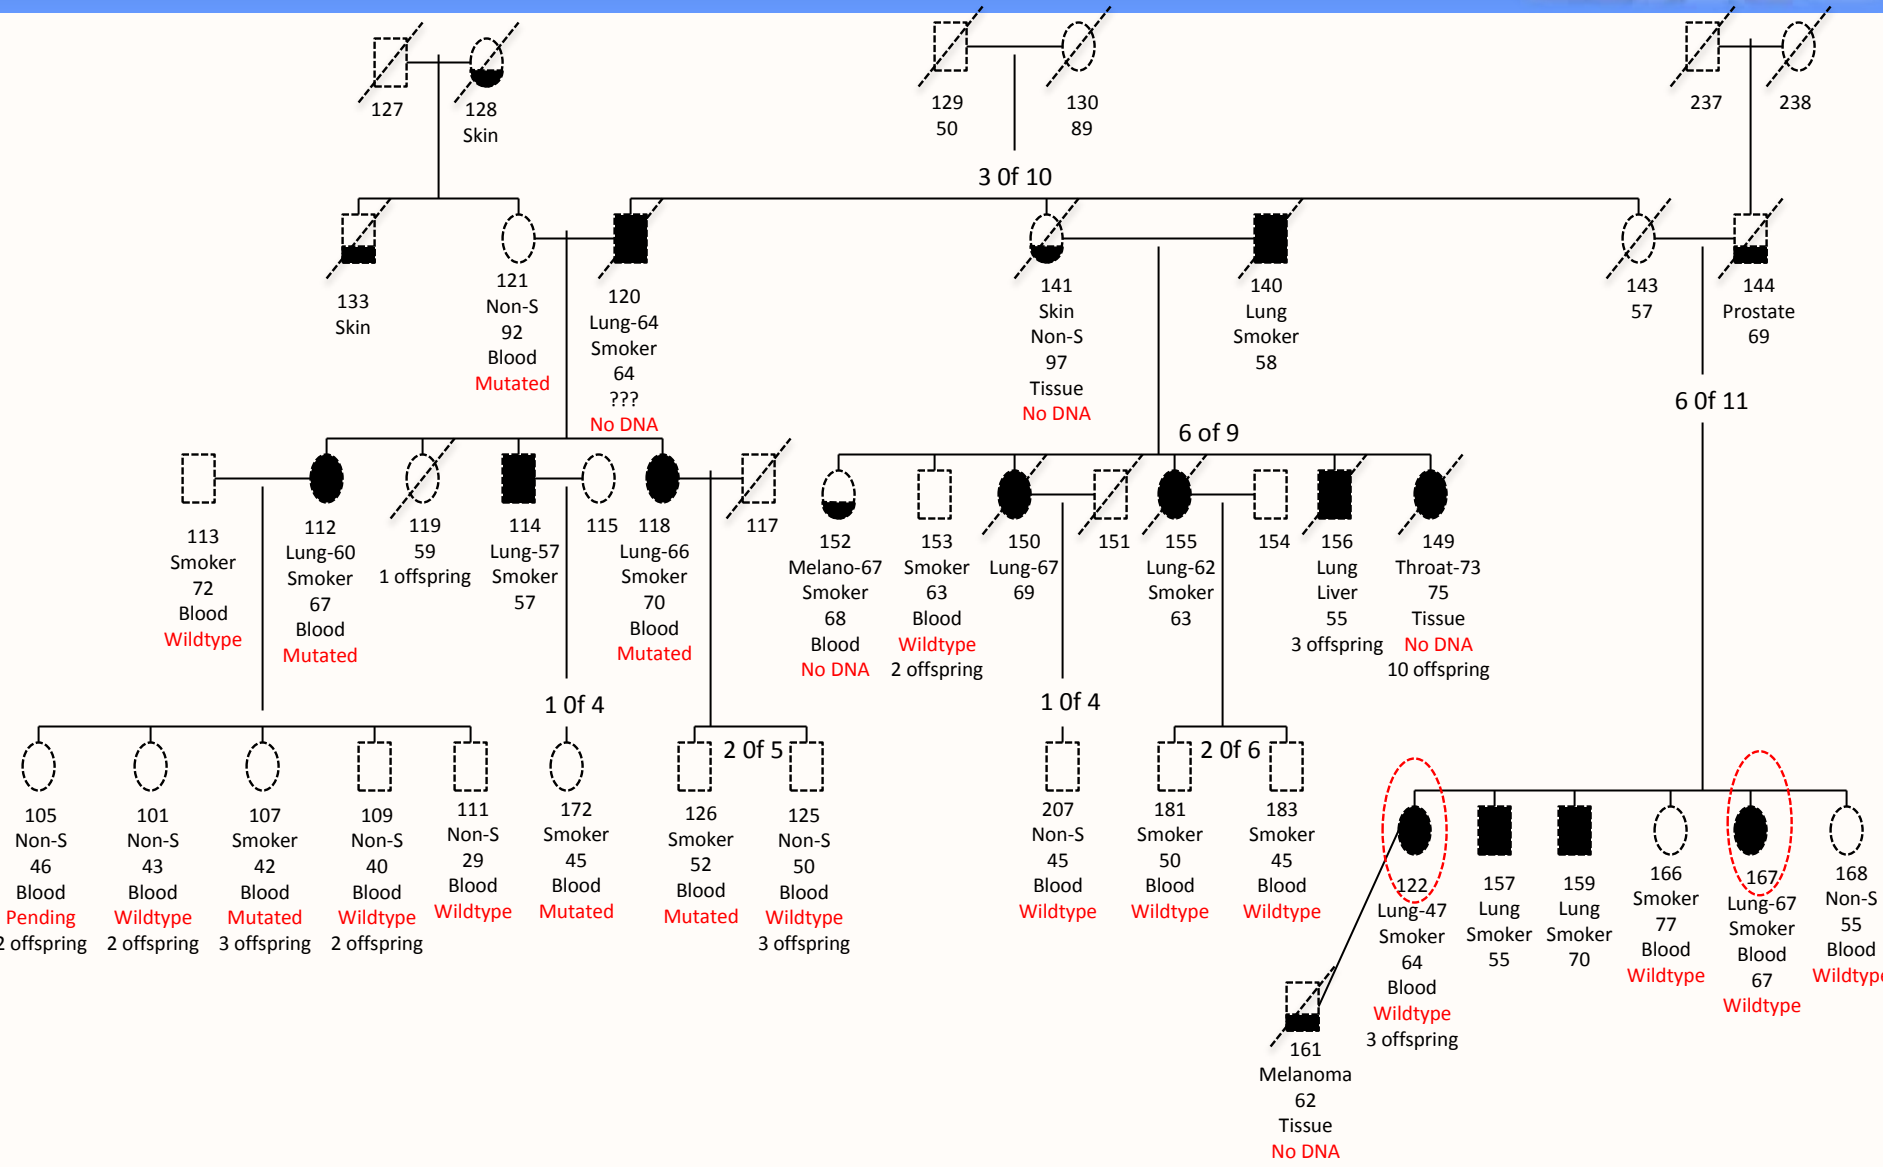 127
128
Skin
129
50
130
89
237
238
3 0f 10
133
Skin
121
Non-S
92
Blood
Mutated
120
Lung-64
Smoker
64
???
No DNA
141
Skin
Non-S
97
Tissue
No DNA
140
Lung
Smoker
58
143
57
144
Prostate
69
6 0f 11
6 of 9
113
Smoker
72
Blood
Wildtype
112
Lung-60
Smoker
67
Blood
Mutated
119
59
1 offspring
114
Lung-57
Smoker
57
115
118
Lung-66
Smoker
70
Blood
Mutated
117
152
Melano-67
Smoker
68
Blood
No DNA
153
Smoker
63
Blood
Wildtype
2 offspring
150
Lung-67
69
151
155
Lung-62
Smoker
63
154
156
Lung
Liver
55
3 offspring
149
Throat-73
75
Tissue
No DNA
10 offspring
1 0f 4
2 0f 5
1 0f 4
2 0f 6
105
Non-S
46
Blood
Pending
2 offspring
101
Non-S
43
Blood
Wildtype
2 offspring
107
Smoker
42
Blood
Mutated
3 offspring
109
Non-S
40
Blood
Wildtype
2 offspring
111
Non-S
29
Blood
Wildtype
172
Smoker
45
Blood
Mutated
126
Smoker
52
Blood
Mutated
125
Non-S
50
Blood
Wildtype
3 offspring
207
Non-S
45
Blood
Wildtype
181
Smoker
50
Blood
Wildtype
183
Smoker
45
Blood
Wildtype
122
Lung-47
Smoker
64
Blood
Wildtype
3 offspring
157
Lung
Smoker
55
159
Lung
Smoker
70
166
Smoker
77
Blood
Wildtype
167
Lung-67
Smoker
Blood
67
Wildtype
168
Non-S
55
Blood
Wildtype
161
Melanoma
62
Tissue
No DNA